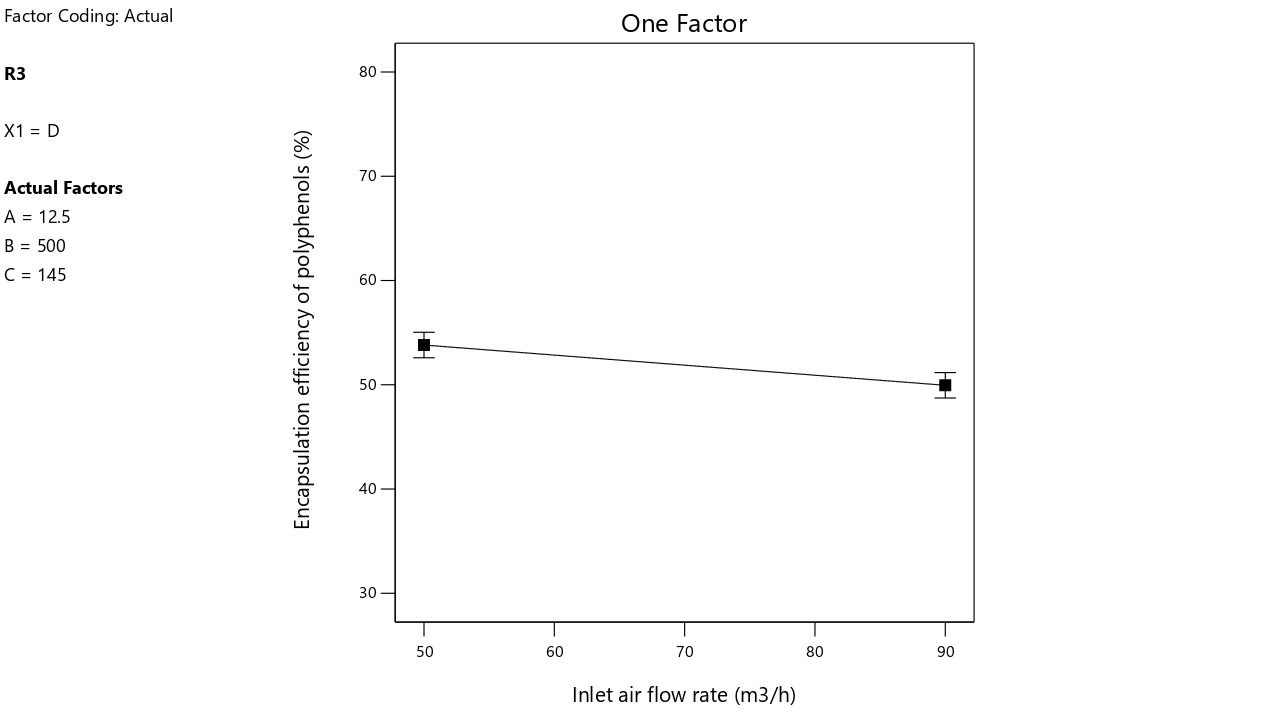 Factor Coding: Actual
R3
X1 = D
Actual Factors
A = 12.5
B = 500
C = 145
One Factor
Encapsulation efficiency of polyphenols (%)
80
70
60
50
40
30
50 60 70 80 90
Inlet air flow rate (m3/h)